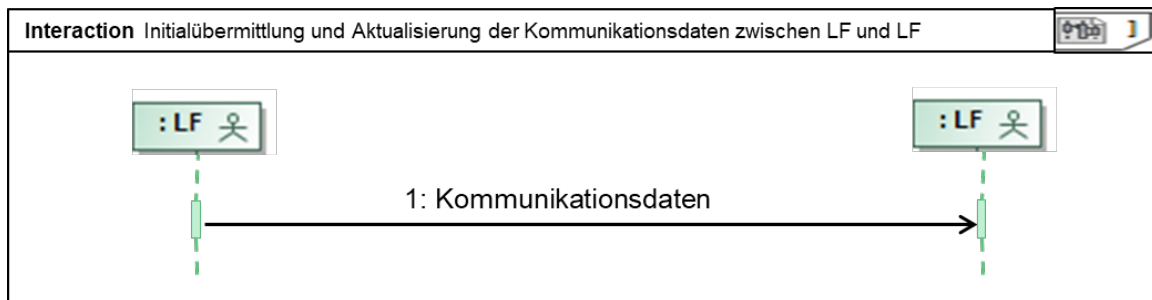 Interaction Initialübermittlung und Aktualisierung der Kommunikationsdaten zwischen LF und LF
:LF
:LF
1: Kommunikationsdaten